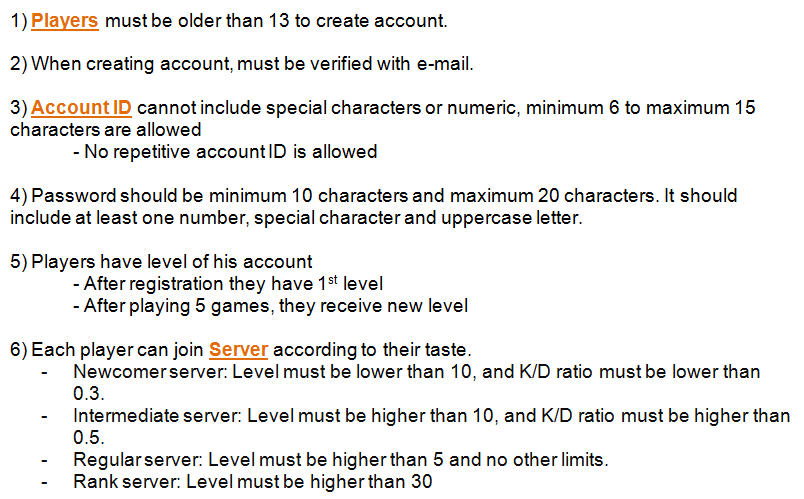 1) Players must be older than 13 to create account.
2) When creating account, must be verified with e-mail.
3) Account ID cannot include special characters or numeric, minimum 6 to maximum 15
characters are allowed
- No repetitive account ID is allowed
4) Password should be minimum 10 characters and maximum 20 characters. It should
include at least one number, special character and uppercase letter.
5) Players have level of his account
- After registration they have 1st level
- After playing 5 games, they receive new level
6) Each player can join Server according to their taste.
- Newcomer server: Level must be lower than 10, and K/D ratio must be lower than
0.3.
- Intermediate server: Level must be higher than 10, and K/D ratio must be higher than
0.5.
- Regular server: Level must be higher than 5 and no other limits.
- Rank server: Level must be higher than 30